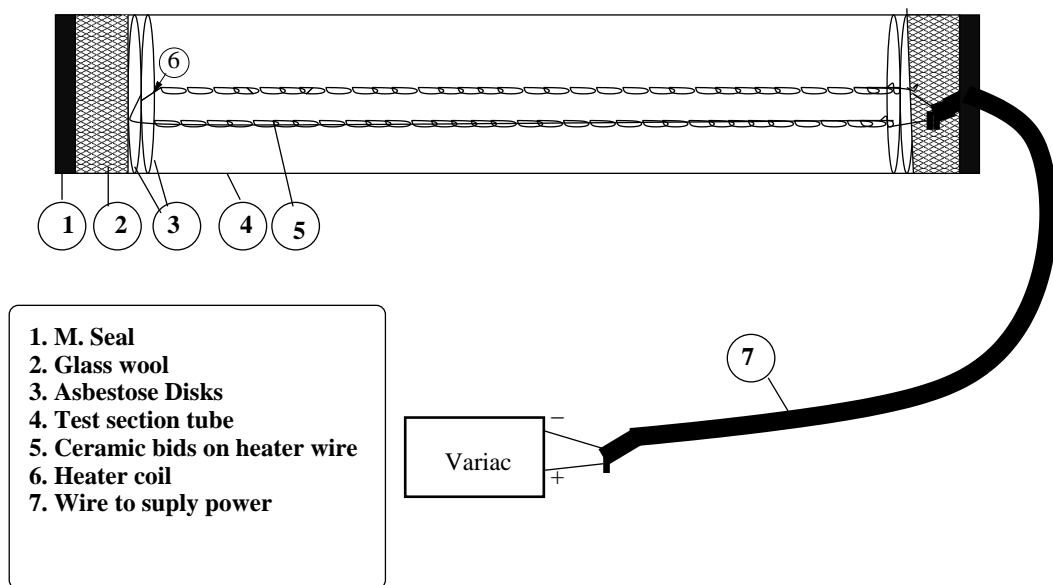 6
1
2
3
4
5
1. M. Seal
2. Glass wool
3. Asbestose Disks
4. Test section tube
5. Ceramic bids on heater wire
6. Heater coil
7. Wire to suply power
7
−
Variac
+